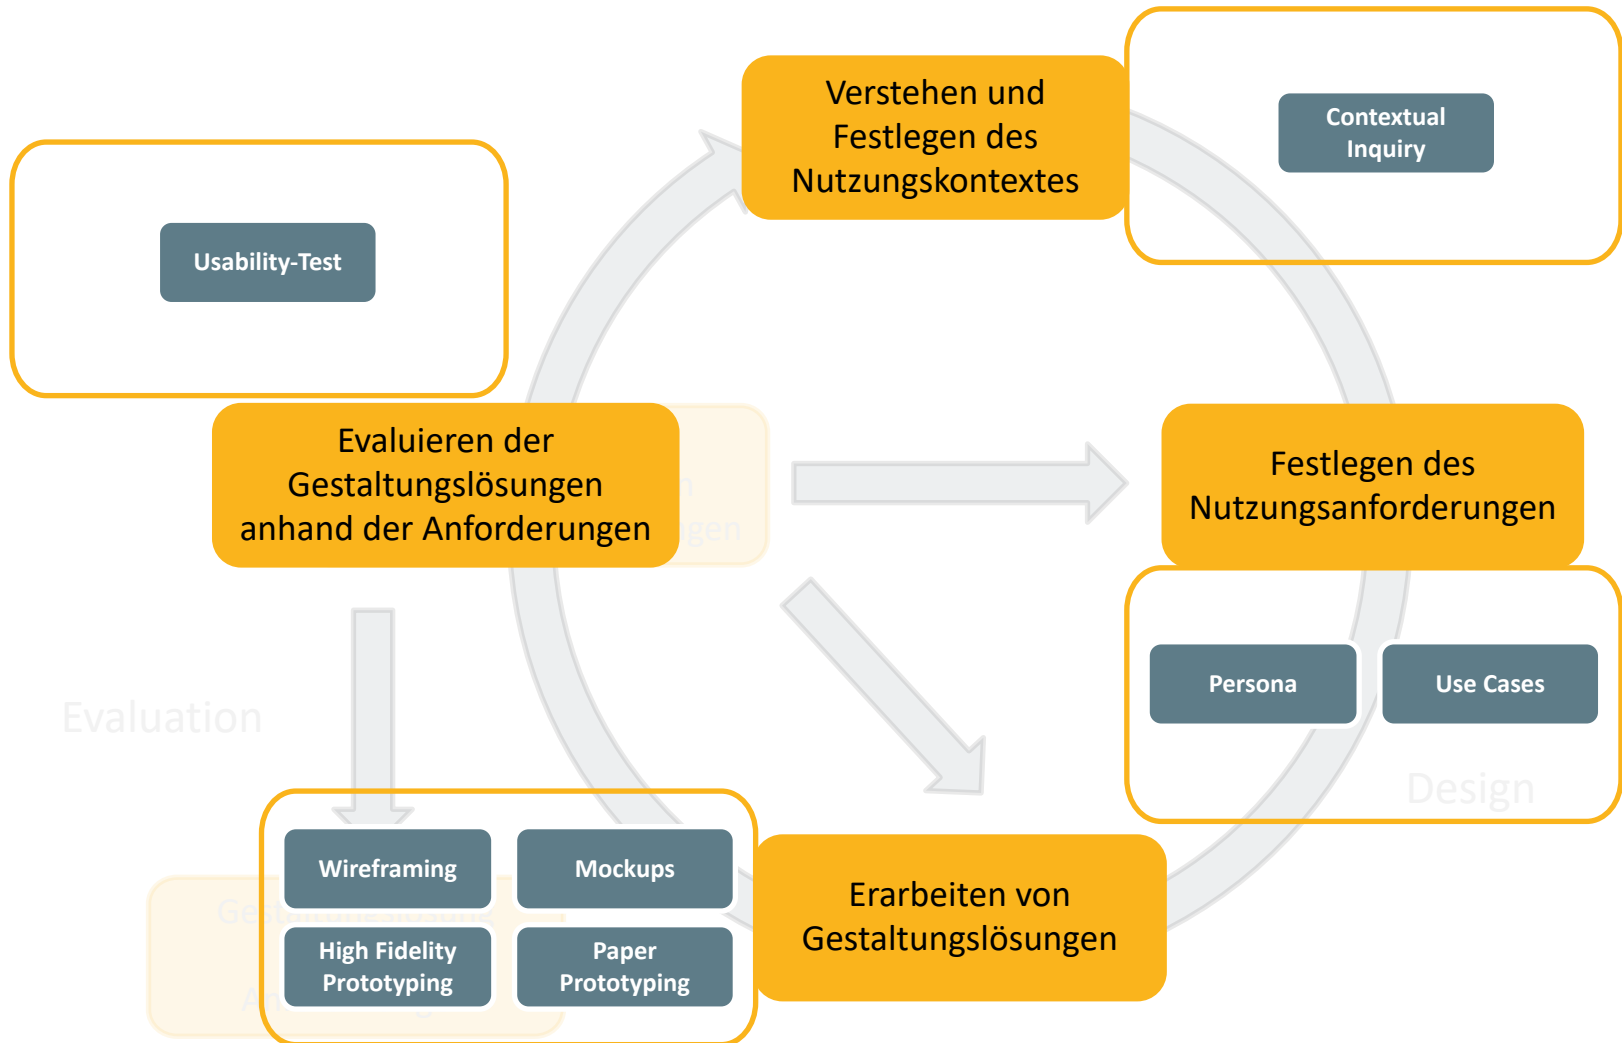 Verstehen und
Festlegen des
Nutzungskontextes
Contextual
Inquiry
Usability-Test
Evaluieren der
Gestaltungslösungen
anhand der Anforderungen
Festlegen des
Nutzungsanforderungen
Persona
Use Cases
Evaluation
Design
Wireframing
Mockups
High Fidelity
Prototyping
Paper
Prototyping
Erarbeiten von
Gestaltungslösungen